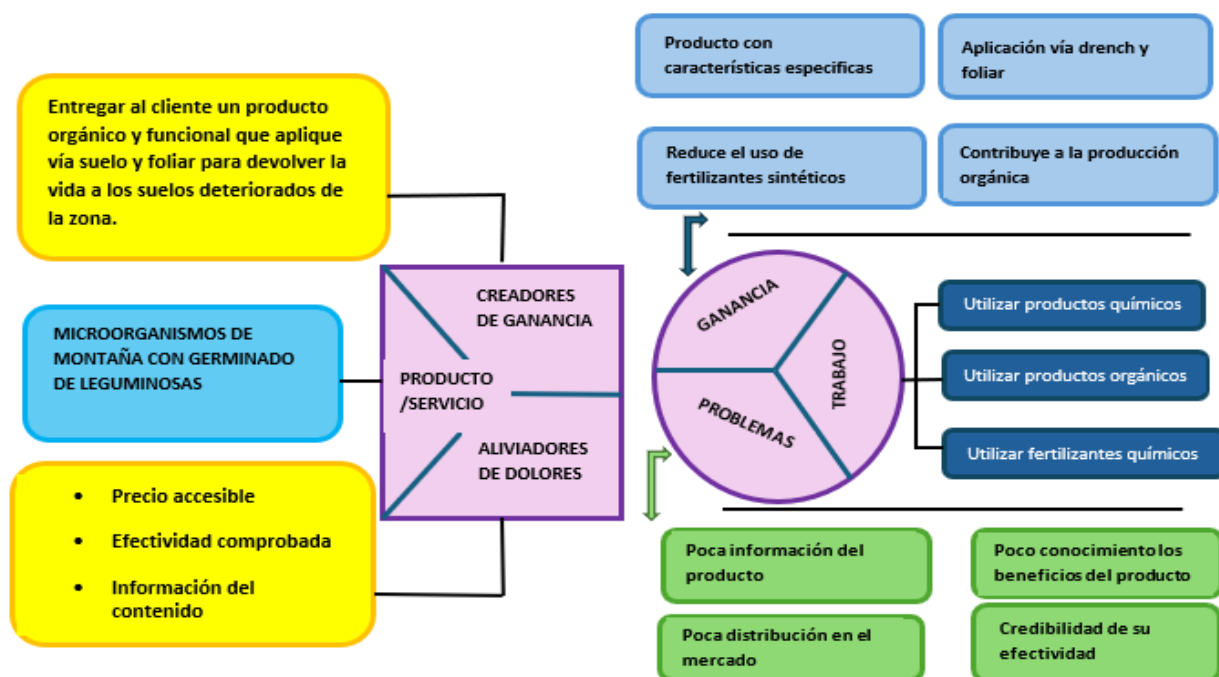 Entregar al cliente un producto
orgánico y funcional que aplique
vía suelo y foliar para devolver la
vida a los suelos deteriorados de
la zona.
MICROORGANISMOS DE
MONTAÑA CON GERMINADO
DE LEGUMINOSAS
• Precio accesible
• Efectividad comprobada
• Información del
contenido
CREADORES
DE GANANCIA
PRODUCTO
/SERVICIO
ALIVIADORES
DE DOLORES
Producto con
características especificas
Aplicación vía drench y
foliar
Reduce el uso de
fertilizantes sintéticos
Contribuye a la producción
orgánica
GANANCIA
TRABAJO
PROBLEMAS
Utilizar productos químicos
Utilizar productos orgánicos
Utilizar fertilizantes químicos
Poca información del
producto
Poco conocimiento los
beneficios del producto
Poca distribución en el
mercado
Credibilidad de su
efectividad